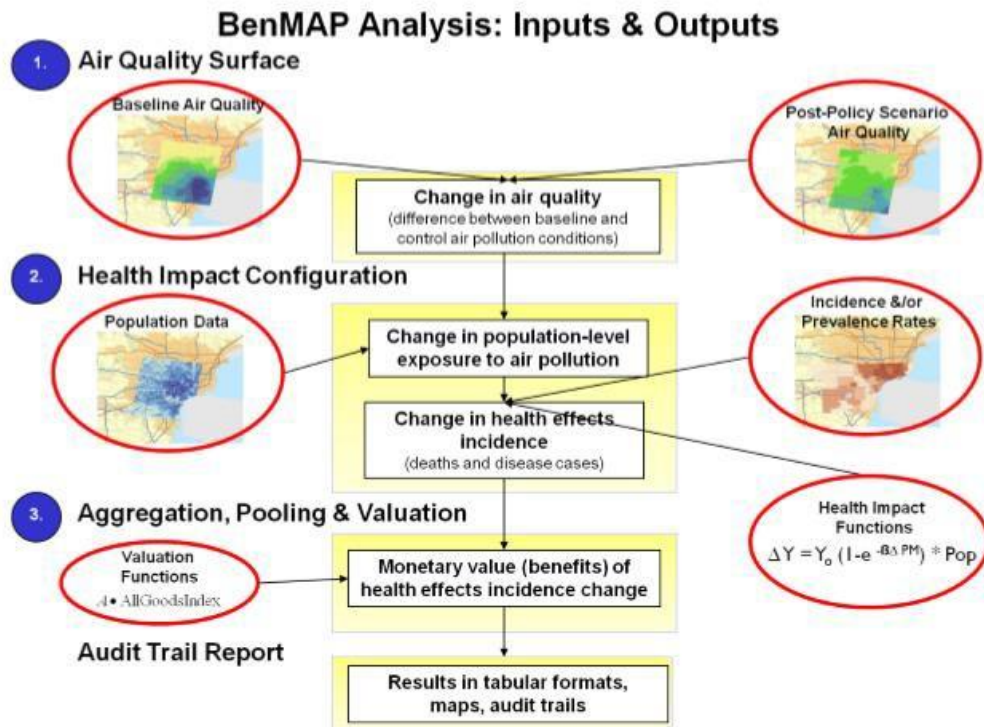 BenMAP Analysis: Inputs & Outputs
1.
Air Quality Surface
Baseline Air Quality
Post-Policy Scenario
Air Quality
Change in air quality
(difference between baseline and
control air pollution conditions)
2.
Health Impact Configuration
Population Data
Incidence &/or
Prevalence Rates
Change in population-level
exposure to air pollution
Change in health effects
incidence
(deaths and disease cases)
3.
Aggregation, Pooling & Valuation
Health Impact
Functions
ΔY = Yo (1-e -βΔ PM) * Pop
Valuation
Functions
A • AllGoodsIndex
Monetary value (benefits) of
health effects incidence change
Audit Trail Report
Results in tabular formats,
maps, audit trails